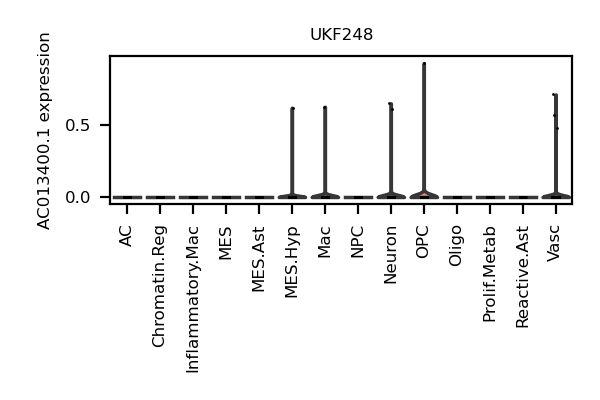 UKF248
AC013400.1 expression
0.5
0.0
AC
Chromatin.Reg
Inflammatory.Mac
MES
MES.Ast
MES.Hyp
Mac
NPC
Neuron
OPC
Oligo
Prolif.Metab
Reactive.Ast
Vasc